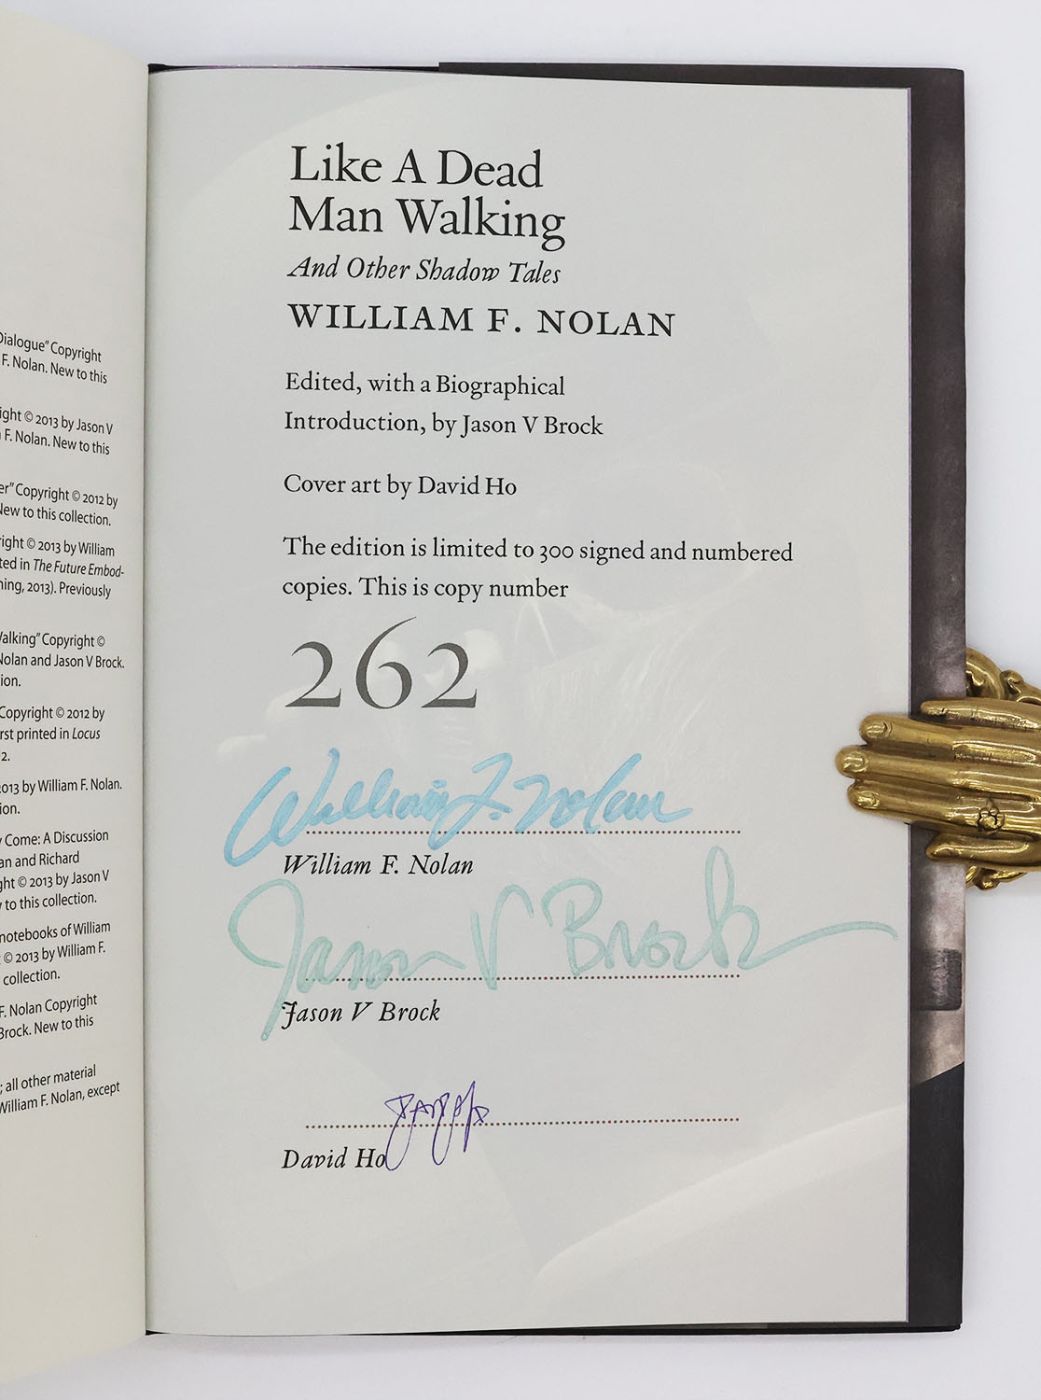 Dialogue" Copyright
F. Nolan. New to this
ight © 2013 by Jason V
F. Nolan. New to this
er" Copyright © 2012 by
New to this collection.
right © 2013 by William
ted in The Future Embod-
ning, 2013). Previously
Walking" Copyright ©
Nolan and Jason V Brock.
ion.
Copyright © 2012 by
rst printed in Locus
2.
2013 by William F. Nolan.
ion.
y Come: A Discussion
an and Richard
ght © 2013 by Jason V
to this collection.
notebooks of William
© 2013 by William F.
collection.
F. Nolan Copyright
Brock. New to this
; all other material
William F. Nolan, except
Like A Dead
Man Walking
And Other Shadow Tales
WILLIAM F. NOLAN
Edited, with a Biographical
Introduction, by Jason V Brock
Cover art by David Ho
The edition is limited to 300 signed and numbered
copies. This is copy number
262
William F. Nolan
William F. Nolan
Jason V Brock
Jason V Brock
David Ho